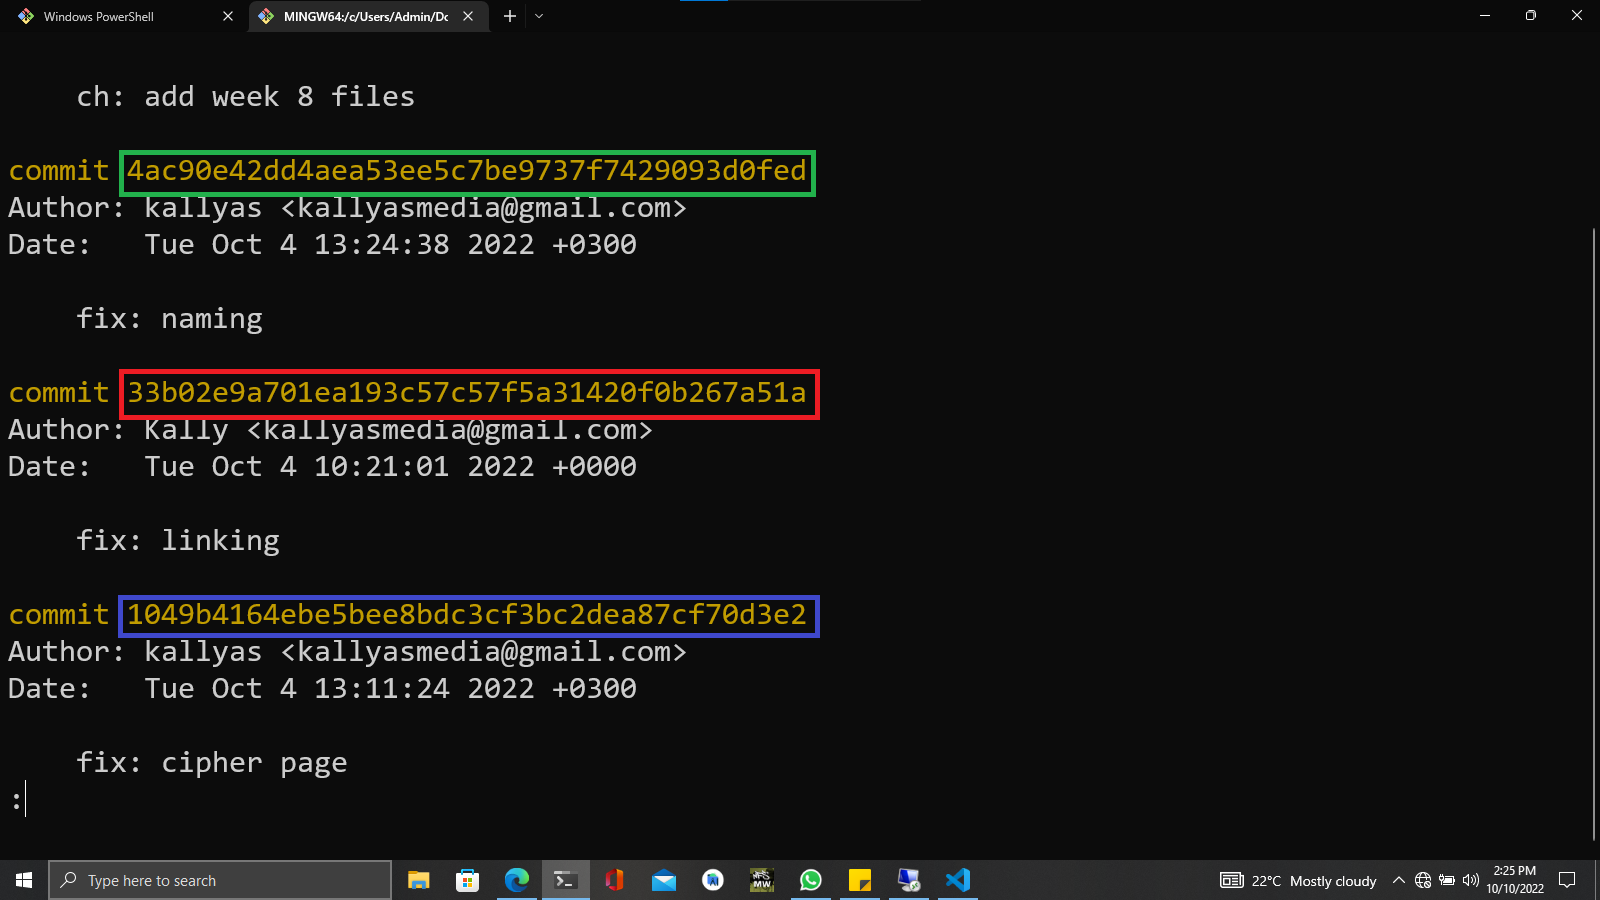 Windows PowerShell
MINGW64:/c/Users/Admin/Dc
ch: add week 8 files
commit 4ac90e42dd4aea53ee5c7be9737f7429093d0fed
Author: kallyas <kallyasmedia@gmail.com>
Date:   Tue Oct 4 13:24:38 2022 +0300
fix: naming
commit 33b02e9a701ea193c57c57f5a31420f0b267a51a
Author: Kally <kallyasmedia@gmail.com>
Date:   Tue Oct 4 10:21:01 2022 +0000
fix: linking
commit 1049b4164ebe5bee8bdc3cf3bc2dea87cf70d3e2
Author: kallyas <kallyasmedia@gmail.com>
Date:   Tue Oct 4 13:11:24 2022 +0300
fix: cipher page
:
Type here to search
MW
22°C Mostly cloudy
2:25 PM
10/10/2022